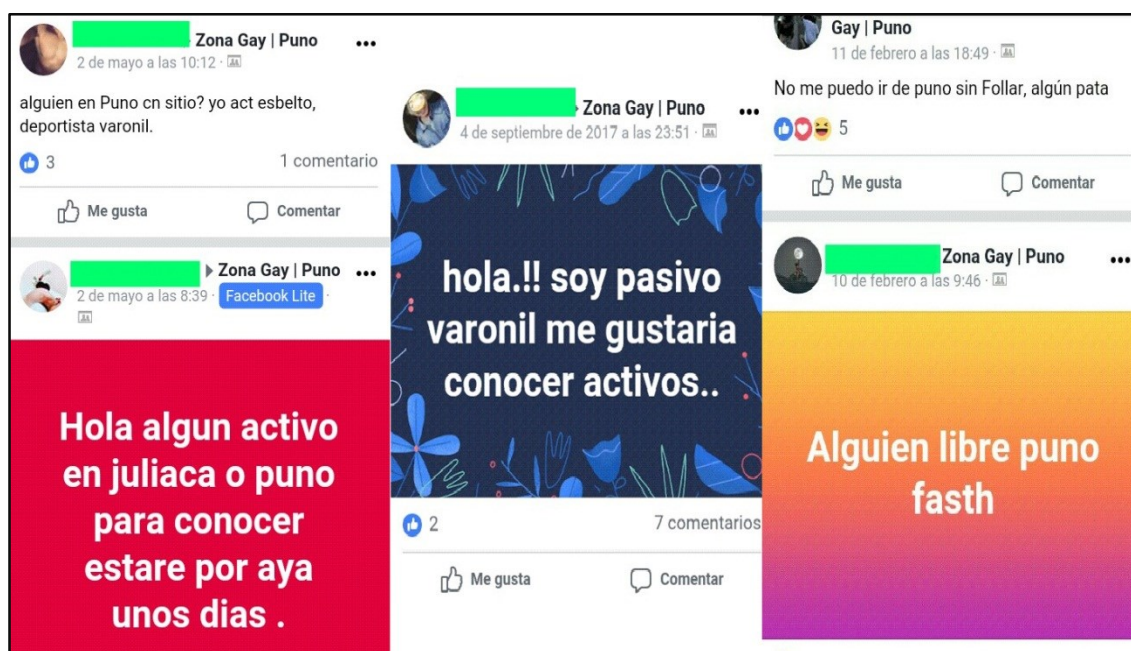 Zona Gay | Puno
2 de mayo a las 10:12 ·
alguien en Puno cn sitio? yo act esbelto,
deportista varonil.
3
1 comentario
Me gusta
Comentar
Zona Gay | Puno
2 de mayo a las 8:39 · Facebook Lite ·
Hola algun activo
en juliaca o puno
para conocer
estare por aya
unos dias .
Zona Gay | Puno
4 de septiembre de 2017 a las 23:51 ·
hola.!! soy pasivo
varonil me gustaria
conocer activos..
2
7 comentarios
Me gusta
Comentar
Gay | Puno
11 de febrero a las 18:49 ·
No me puedo ir de puno sin Follar, algún pata
5
Me gusta
Comentar
Zona Gay | Puno
10 de febrero a las 9:46 ·
Alguien libre puno
fasth